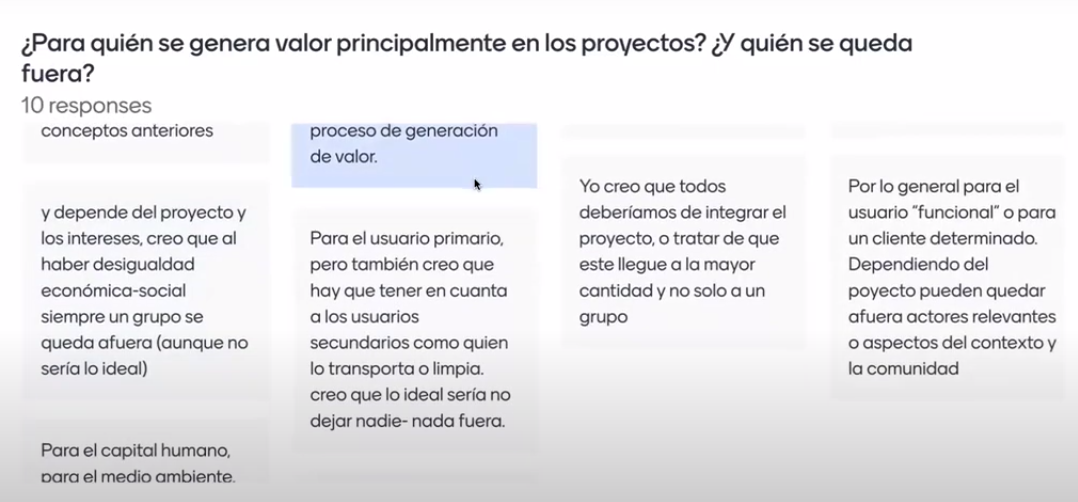 ¿Para quién se genera valor principalmente en los proyectos? ¿Y quién se queda
fuera?
10 responses
conceptos anteriores
y depende del proyecto y
los intereses, creo que al
haber desigualdad
económica-social
siempre un grupo se
queda afuera (aunque no
sería lo ideal)
Para el capital humano,
para el medio ambiente.
proceso de generación
de valor.
Para el usuario primario,
pero también creo que
hay que tener en cuanta
a los usuarios
secundarios como quien
lo transporta o limpia.
creo que lo ideal sería no
dejar nadie- nada fuera.
Yo creo que todos
deberíamos de integrar el
proyecto, o tratar de que
este llegue a la mayor
cantidad y no solo a un
grupo
Por lo general para el
usuario "funcional" o para
un cliente determinado.
Dependiendo del
poyecto pueden quedar
afuera actores relevantes
o aspectos del contexto y
la comunidad